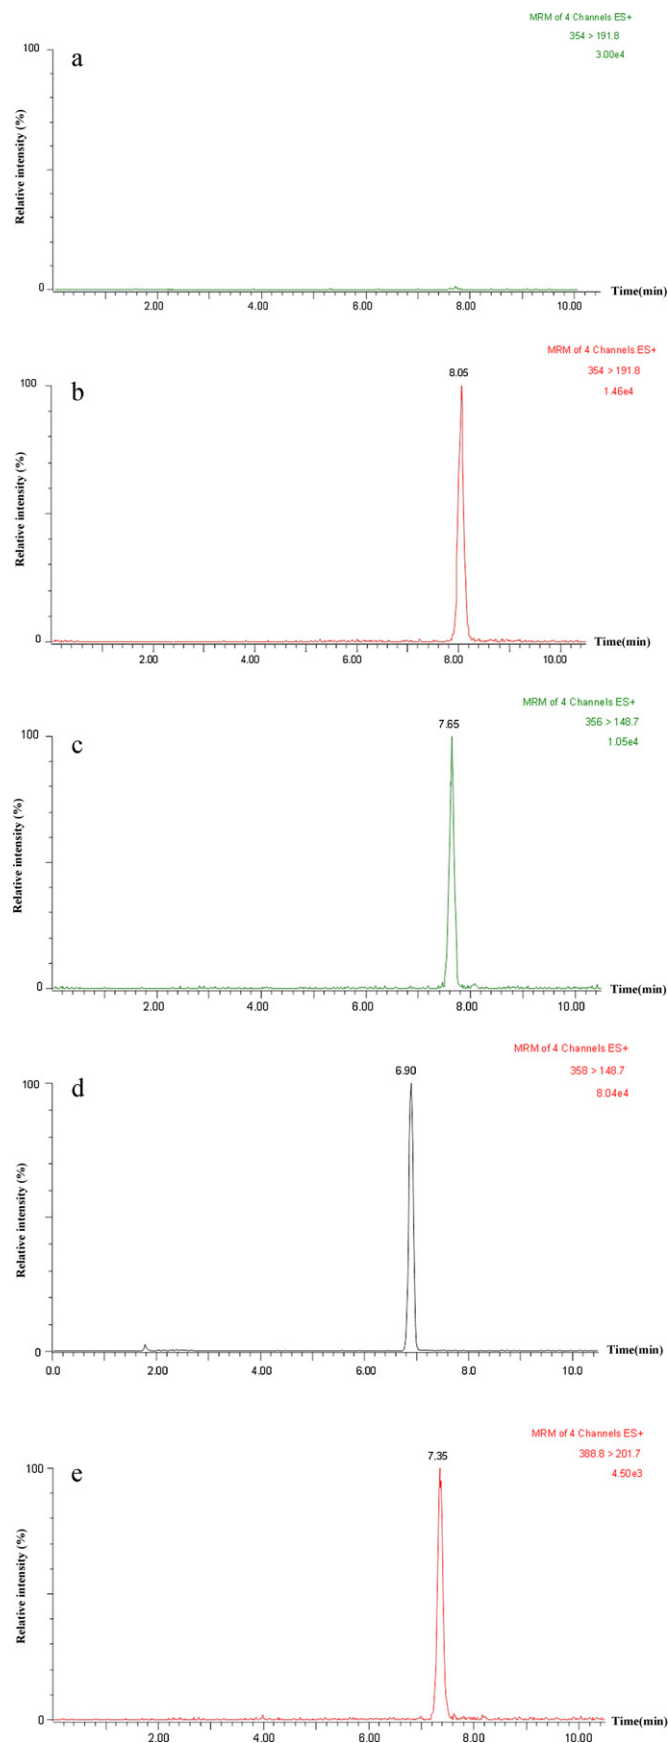 MRM of 4 Channels ES+
354 > 191.8
3.00e4
a
100
Relative intensity (%)
0
2.00 4.00 6.00 8.00 10.00 Time(min)
MRM of 4 Channels ES+
354 > 191.8
1.46e4
8.05
b
100
Relative intensity (%)
0
2.00 4.00 6.00 8.00 10.00 Time(min)
MRM of 4 Channels ES+
356 > 148.7
1.05e4
7.65
c
100
Relative intensity (%)
0
2.00 4.00 6.00 8.00 10.00 Time(min)
MRM of 4 Channels ES+
358 > 148.7
8.04e4
6.90
d
100
Relative intensity (%)
0
0.0 2.00 4.00 6.00 8.0 10.0 Time(min)
MRM of 4 Channels ES+
388.8 > 201.7
4.50e3
7.35
e
100
Relative intensity (%)
0
2.00 4.00 6.00 8.00 10.00 Time(min)